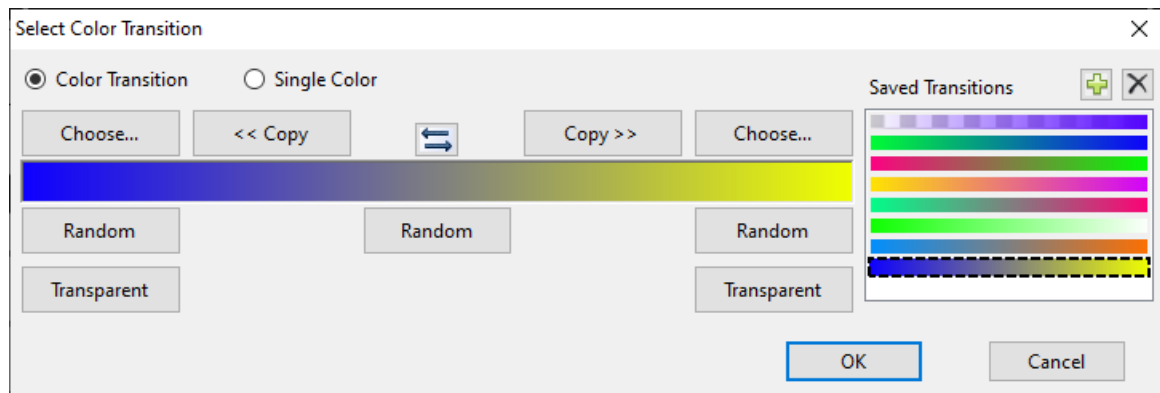 Select Color Transition
Color Transition
Single Color
Saved Transitions
Choose...
<< Copy
Copy >>
Choose...
Random
Random
Random
Transparent
Transparent
OK
Cancel